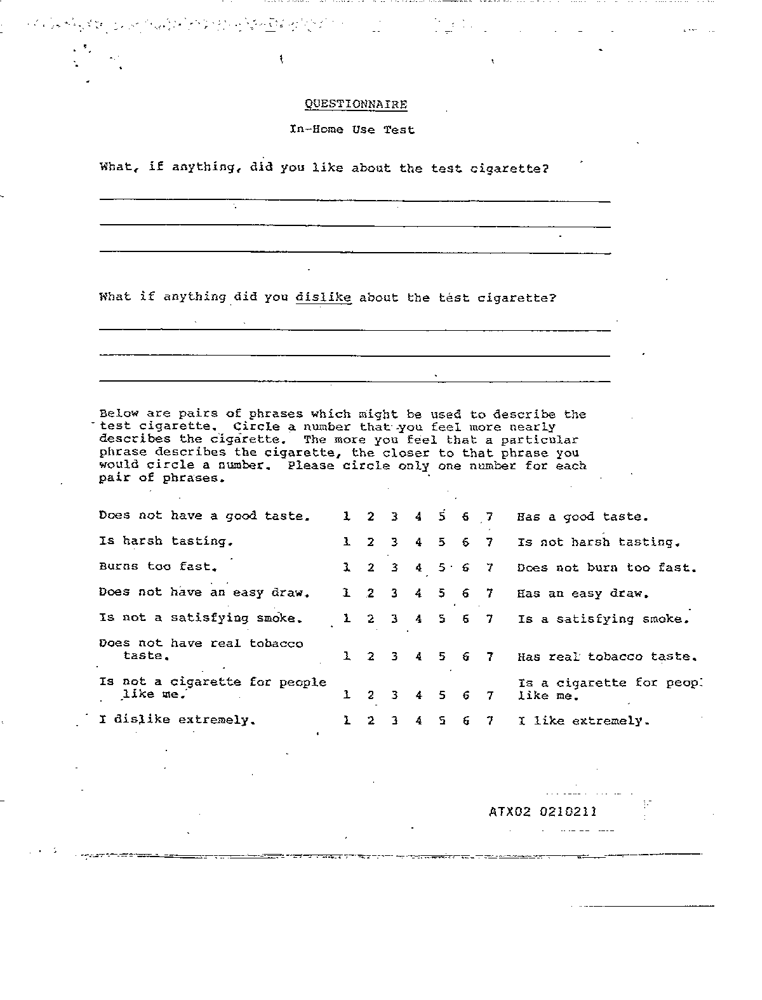 QUESTIONNAIRE
In-Home Use Test
What, if anything, did you like about the test cigarette?
What if anything did you dislike about the test cigarette?
Below are pairs of phrases which might be used to describe the
test cigarette. Circle a number that you feel more nearly
describes the cigarette. The more you feel that a particular
phrase describes the cigarette, the closer to that phrase you
would circle a number. Please circle only one number for each
pair of phrases.
Does not have a good taste. 1 2 3 4 5 6 7 Has a good taste.
Is harsh tasting. 1 2 3 4 5 6 7 Is not harsh tasting.
Burns too fast. 1 2 3 4 5 6 7 Does not burn too fast.
Does not have an easy draw. 1 2 3 4 5 6 7 Has an easy draw.
Is not a satisfying smoke. 1 2 3 4 5 6 7 Is a satisfying smoke.
Does not have real tobacco
taste. 1 2 3 4 5 6 7 Has real tobacco taste.
Is not a cigarette for people Is a cigarette for peopl
like me. 1 2 3 4 5 6 7 like me.
I dislike extremely. 1 2 3 4 5 6 7 I like extremely.
ATX02 0210211